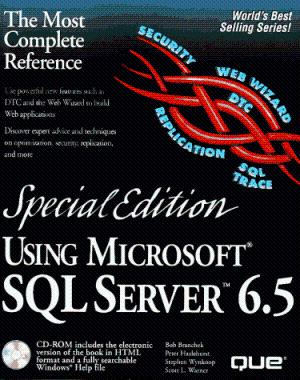 The Most
Complete
Reference
World's Best
Selling Series!
Use powerful new features such as
DTC and the Web Wizard to build
Web applications
Discover expert advice and techniques
on optimization, security, replication,
and more
SECURITY
WEB WIZARD
DTC
REPLICATION
SQL
TRACE
Special Edition
USING MICROSOFT®
SQL SERVER™ 6.5
CD-ROM includes the electronic
version of the book in HTML
format and a fully searchable
Windows® Help file
Bob Branchek
Peter Hazlehurst
Stephen Wynkoop
Scott L. Warner
QUE®